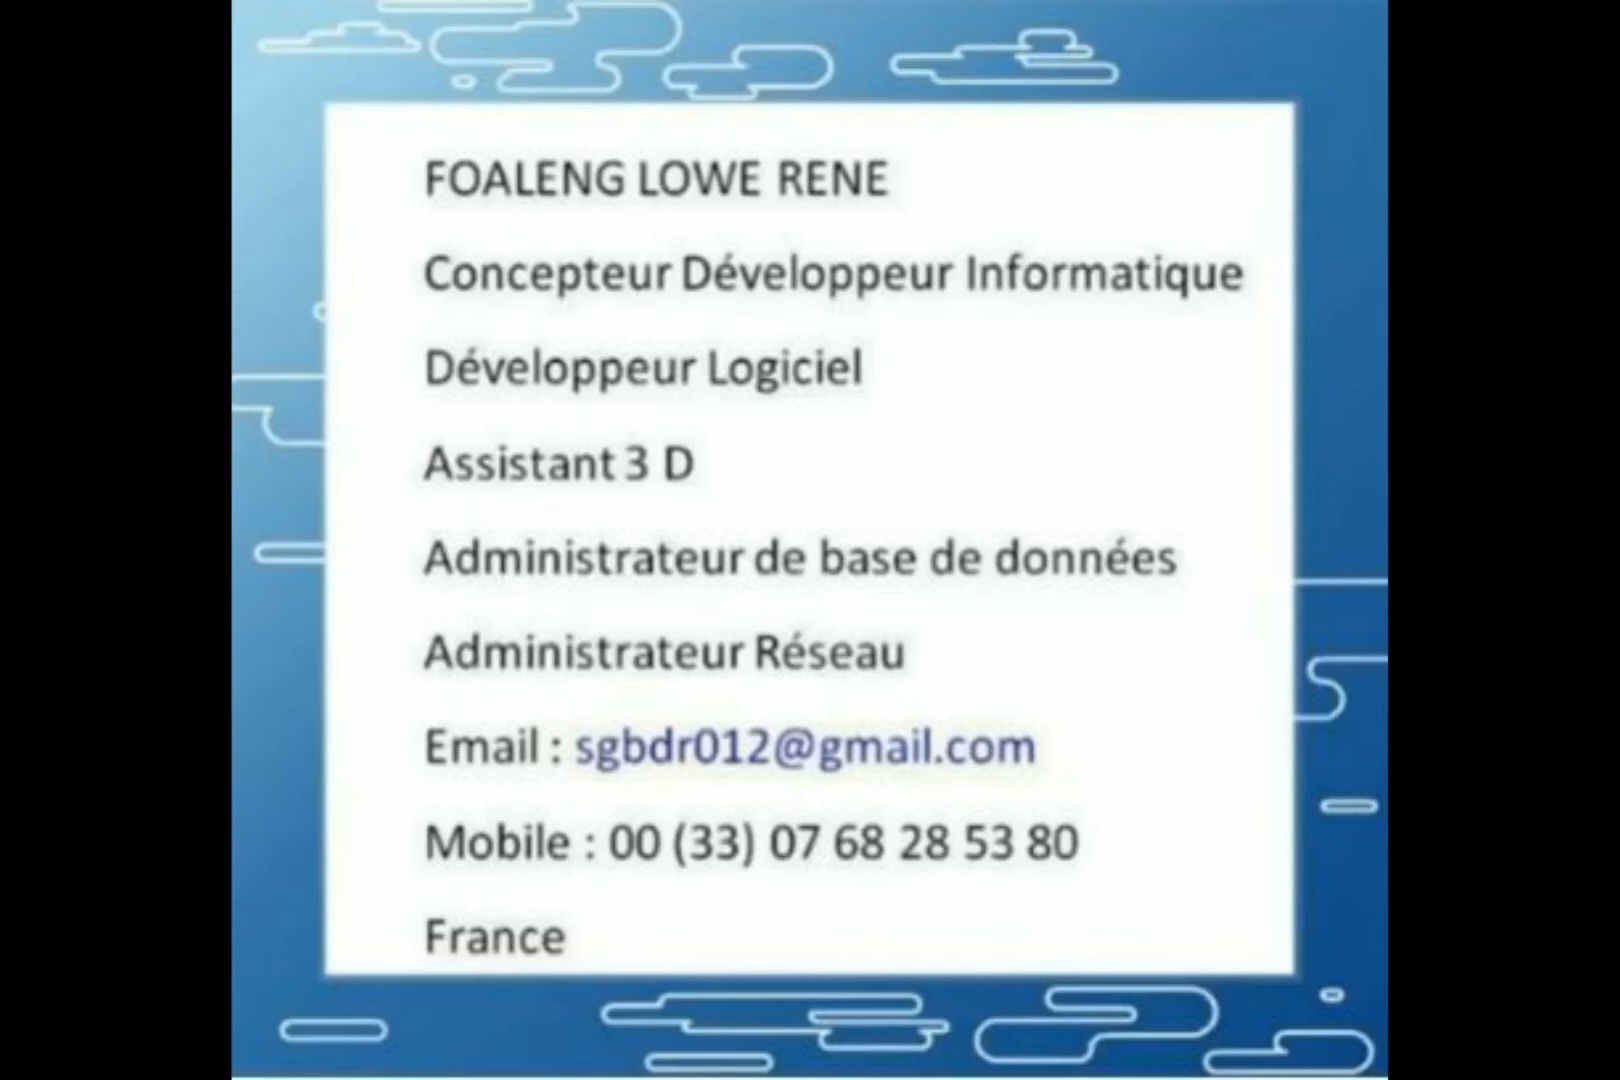 FOALENG LOWE RENE
Concepteur Développeur Informatique
Développeur Logiciel
Assistant 3 D
Administrateur de base de données
Administrateur Réseau
Email : sgbdr012@gmail.com
Mobile : 00 (33) 07 68 28 53 80
France